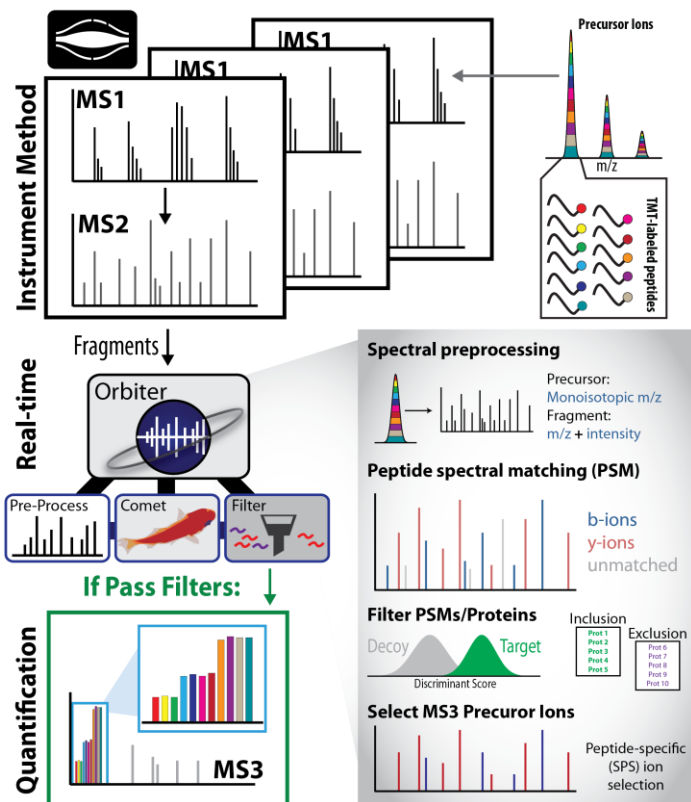 Instrument Method
MS1
MS1
MS1
MS2
Precursor Ions
m/z
TMT-labeled peptides
Fragments
Real-time
Orbiter
Pre-Process
Comet
Filter
If Pass Filters:
Quantification
MS3
Spectral preprocessing
Precursor:
Monoisotopic m/z
Fragment:
m/z + intensity
Peptide spectral matching (PSM)
b-ions
y-ions
unmatched
Filter PSMs/Proteins
Decoy
Target
Discriminant Score
Inclusion
Prot 1
Prot 2
Prot 3
Prot 4
Prot 5
Exclusion
Prot 6
Prot 7
Prot 8
Prot 9
Prot 10
Select MS3 Precuror Ions
Peptide-specific
(SPS) ion
selection